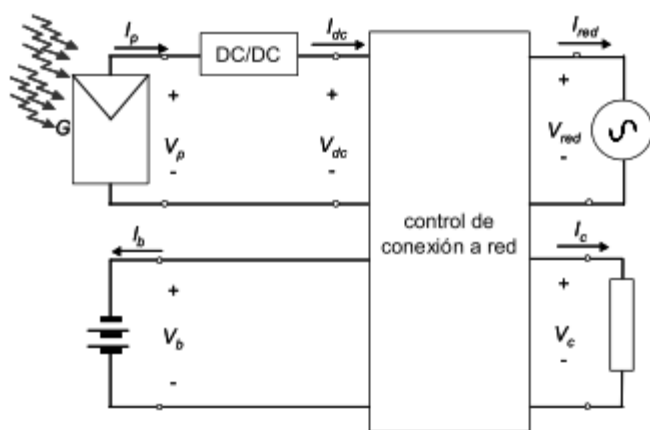 I_p
DC/DC
I_dc
I_red
G
+
V_p
-
+
V_dc
-
+
V_red
-
control de
conexión a red
I_b
+
V_b
-
I_c
+
V_c
-